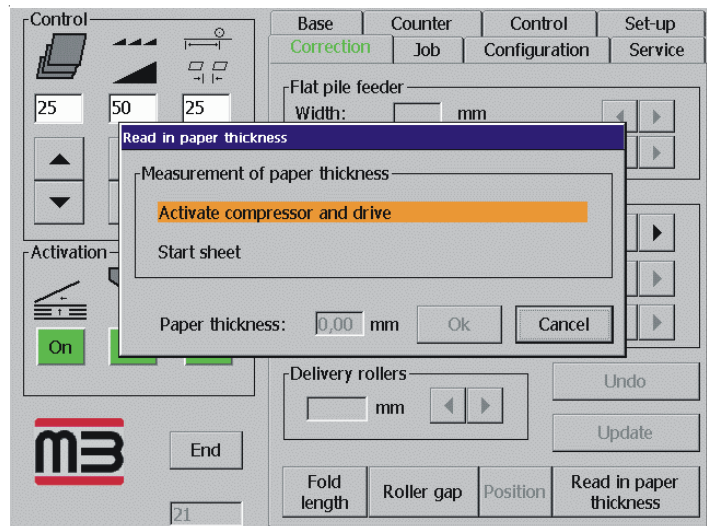 Control
25
50
25
Activation
On
m3
End
21
Base
Counter
Control
Set-up
Correction
Job
Configuration
Service
Flat pile feeder
Width:
mm
Read in paper thickness
Measurement of paper thickness
Activate compressor and drive
Start sheet
Paper thickness:
0,00
mm
Ok
Cancel
Delivery rollers
mm
Undo
Update
Fold
length
Roller gap
Position
Read in paper
thickness